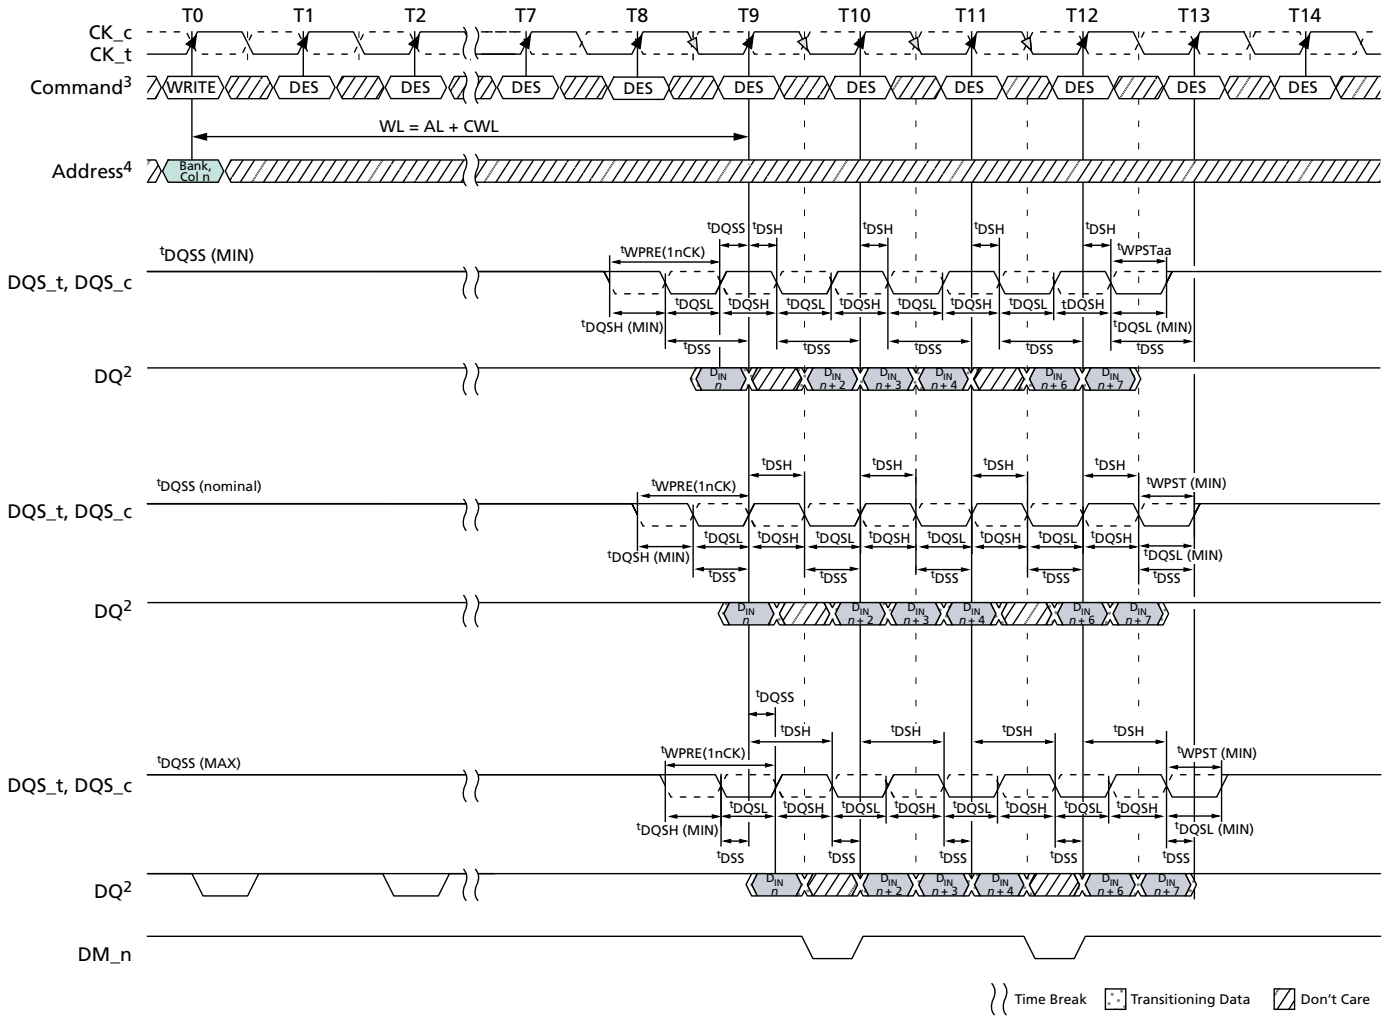 T0 T1 T2 T7 T8 T9 T10 T11 T12 T13 T14
CK_c
CK_t
Command³ WRITE DES DES DES DES DES DES DES DES DES DES
WL = AL + CWL
Address⁴ Bank,
Col n
tDQSS tDSH tDSH tDSH tDSH
tDQSS (MIN) tWPRE(1nCK) tWPSTaa
DQS_t, DQS_c
tDQSL tDQSH tDQSL tDQSH tDQSL tDQSH tDQSL tDQSH
tDQSH (MIN) tDQSL (MIN)
tDSS tDSS tDSS tDSS tDSS
DQ² DIN DIN DIN DIN DIN DIN
n n + 2 n + 3 n + 4 n + 6 n + 7
tDSH tDSH tDSH tDSH
tDQSS (nominal) tWPRE(1nCK) tWPST (MIN)
DQS_t, DQS_c
tDQSL tDQSH tDQSL tDQSH tDQSL tDQSH tDQSL tDQSH
tDQSH (MIN) tDQSL (MIN)
tDSS tDSS tDSS tDSS tDSS
DQ² DIN DIN DIN DIN DIN DIN
n n + 2 n + 3 n + 4 n + 6 n + 7
tDQSS
tDSH tDSH tDSH tDSH
tDQSS (MAX) tWPRE(1nCK) tWPST (MIN)
DQS_t, DQS_c
tDQSL tDQSH tDQSL tDQSH tDQSL tDQSH tDQSL tDQSH
tDQSH (MIN) tDQSL (MIN)
tDSS tDSS tDSS tDSS tDSS
DQ² DIN DIN DIN DIN DIN DIN
n n + 2 n + 3 n + 4 n + 6 n + 7
DM_n
Time Break Transitioning Data Don't Care